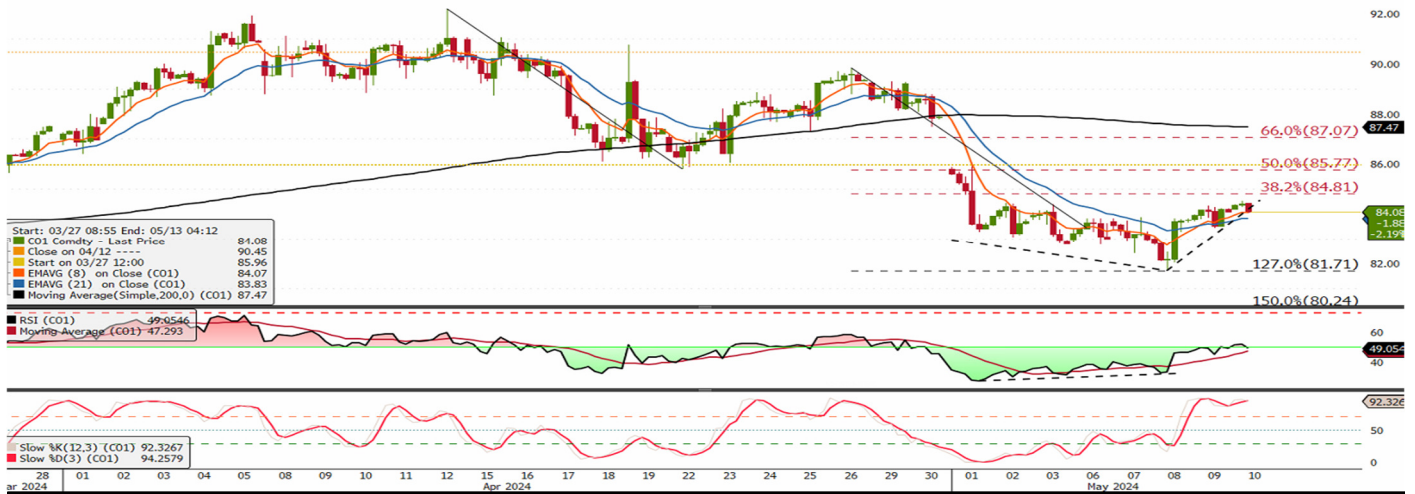 92.00
90.00
88.00
87.47
66.0%(87.07)
86.00
50.0%(85.77)
38.2%(84.81)
84.08
-1.88
-2.19%
82.00
127.0%(81.71)
150.0%(80.24)
Start: 03/27 08:55 End: 05/13 04:12
CO1 Comdty - Last Price 84.08
Close on 04/12 ---- 90.45
Start on 03/27 12:00 85.96
EMAVG (8) on Close (CO1) 84.07
EMAVG (21) on Close (CO1) 83.83
Moving Average(Simple,200,0) (CO1) 87.47
RSI (CO1) 49.0546
Moving Average (CO1) 47.293
60
49.054
40
92.326
50
0
Slow %K(12,3) (CO1) 92.3267
Slow %D(3) (CO1) 94.2579
28 01 02 03 04 05 08 09 10 11 12 15 16 17 18 19 22 23 24 25 26 29 30 01 02 03 06 07 08 09 10
ar 2024 Apr 2024 May 2024